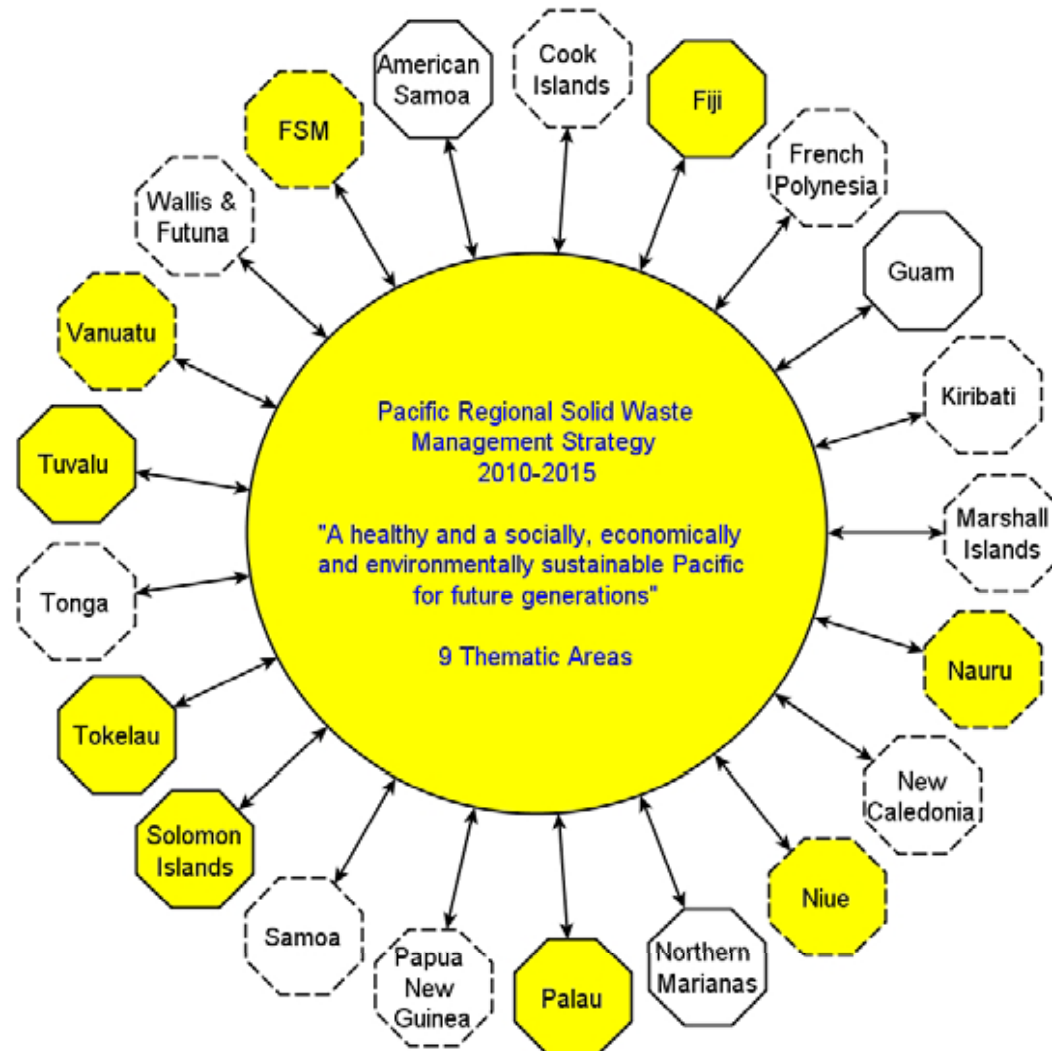 American
Samoa
Cook
Islands
Fiji
French
Polynesia
Guam
Kiribati
Marshall
Islands
Nauru
New
Caledonia
Niue
Northern
Marianas
Palau
Papua
New
Guinea
Samoa
Solomon
Islands
Tokelau
Tonga
Tuvalu
Vanuatu
Wallis &
Futuna
FSM
Pacific Regional Solid Waste
Management Strategy
2010-2015
"A healthy and a socially, economically
and environmentally sustainable Pacific
for future generations"
9 Thematic Areas